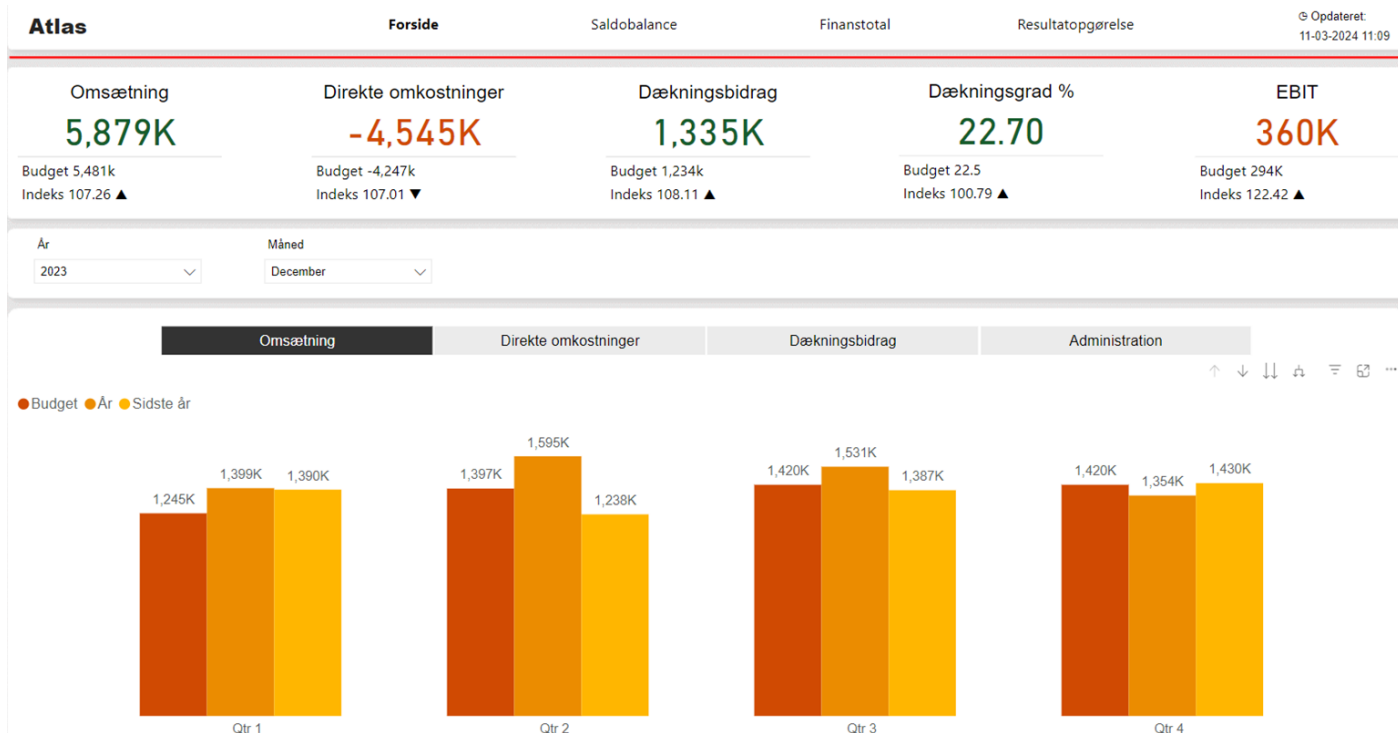 Atlas
Forside
Saldobalance
Finanstotal
Resultatopgørelse
Opdateret:
11-03-2024 11:09
Omsætning
5,879K
Budget 5,481k
Indeks 107.26 ▲
Direkte omkostninger
-4,545K
Budget -4,247k
Indeks 107.01 ▼
Dækningsbidrag
1,335K
Budget 1,234k
Indeks 108.11 ▲
Dækningsgrad %
22.70
Budget 22.5
Indeks 100.79 ▲
EBIT
360K
Budget 294K
Indeks 122.42 ▲
År
2023
Måned
December
Omsætning
Direkte omkostninger
Dækningsbidrag
Administration
Budget År Sidste år
1,245K
1,399K
1,390K
Qtr 1
1,397K
1,595K
1,238K
Qtr 2
1,420K
1,531K
1,387K
Qtr 3
1,420K
1,354K
1,430K
Qtr 4